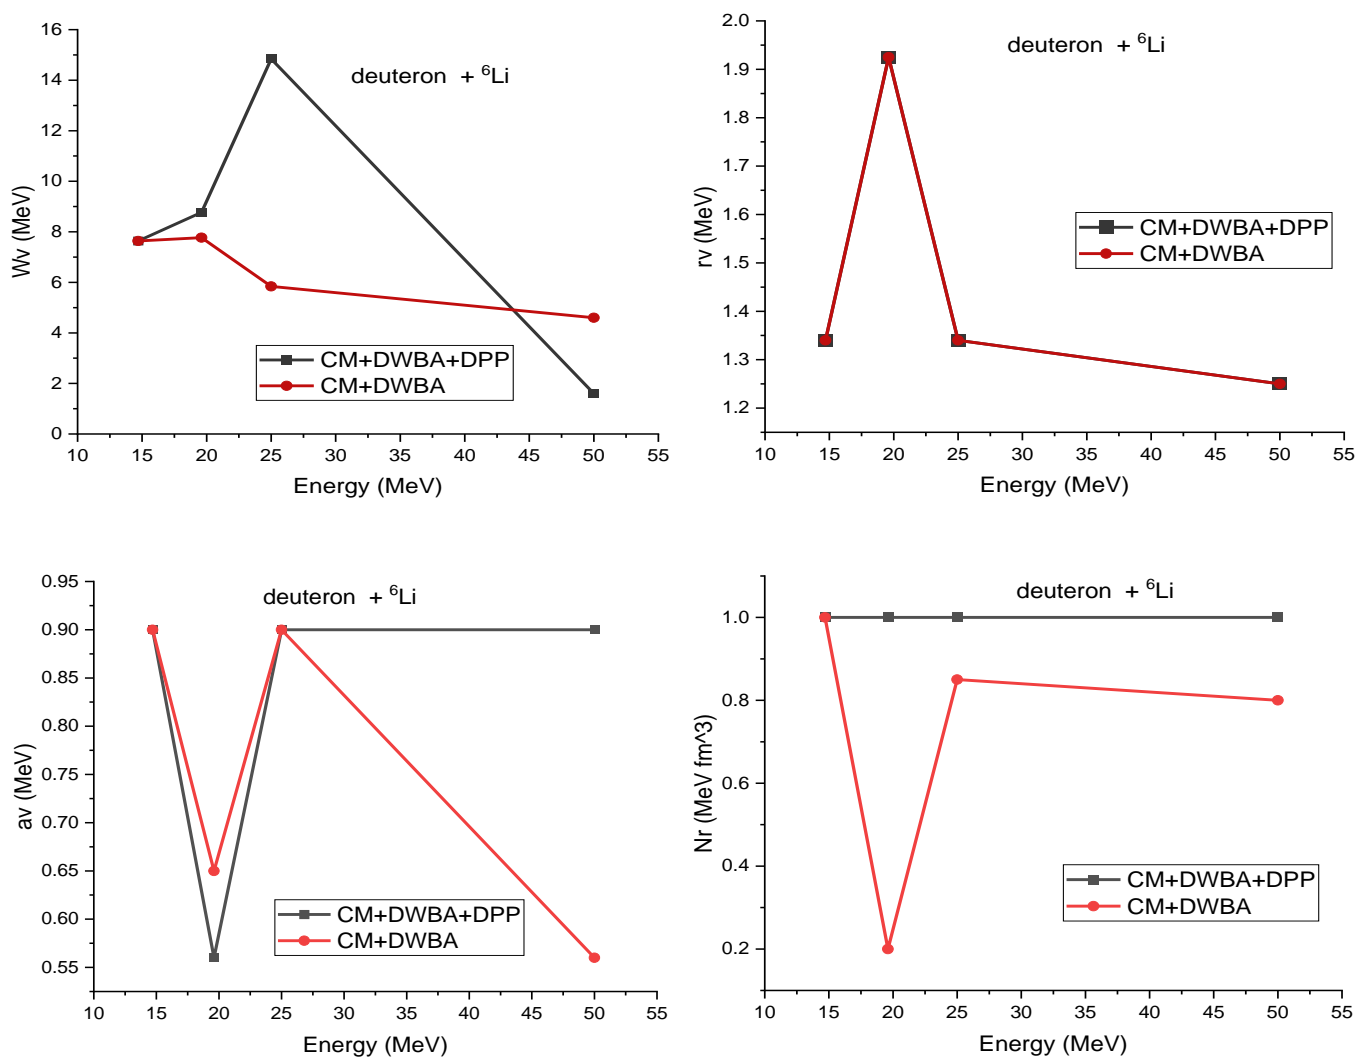 deuteron + ⁶Li
16
14
12
10
8
6
4
2
0
Wv (MeV)
CM+DWBA+DPP
CM+DWBA
10 15 20 25 30 35 40 45 50 55
Energy (MeV)
deuteron + ⁶Li
2.0
1.9
1.8
1.7
1.6
1.5
1.4
1.3
1.2
rv (MeV)
CM+DWBA+DPP
CM+DWBA
10 15 20 25 30 35 40 45 50 55
Energy (MeV)
deuteron + ⁶Li
0.95
0.90
0.85
0.80
0.75
0.70
0.65
0.60
0.55
av (MeV)
CM+DWBA+DPP
CM+DWBA
10 15 20 25 30 35 40 45 50 55
Energy (MeV)
deuteron + ⁶Li
1.0
0.8
0.6
0.4
0.2
Nr (MeV fm^3)
CM+DWBA+DPP
CM+DWBA
10 15 20 25 30 35 40 45 50 55
Energy (MeV)